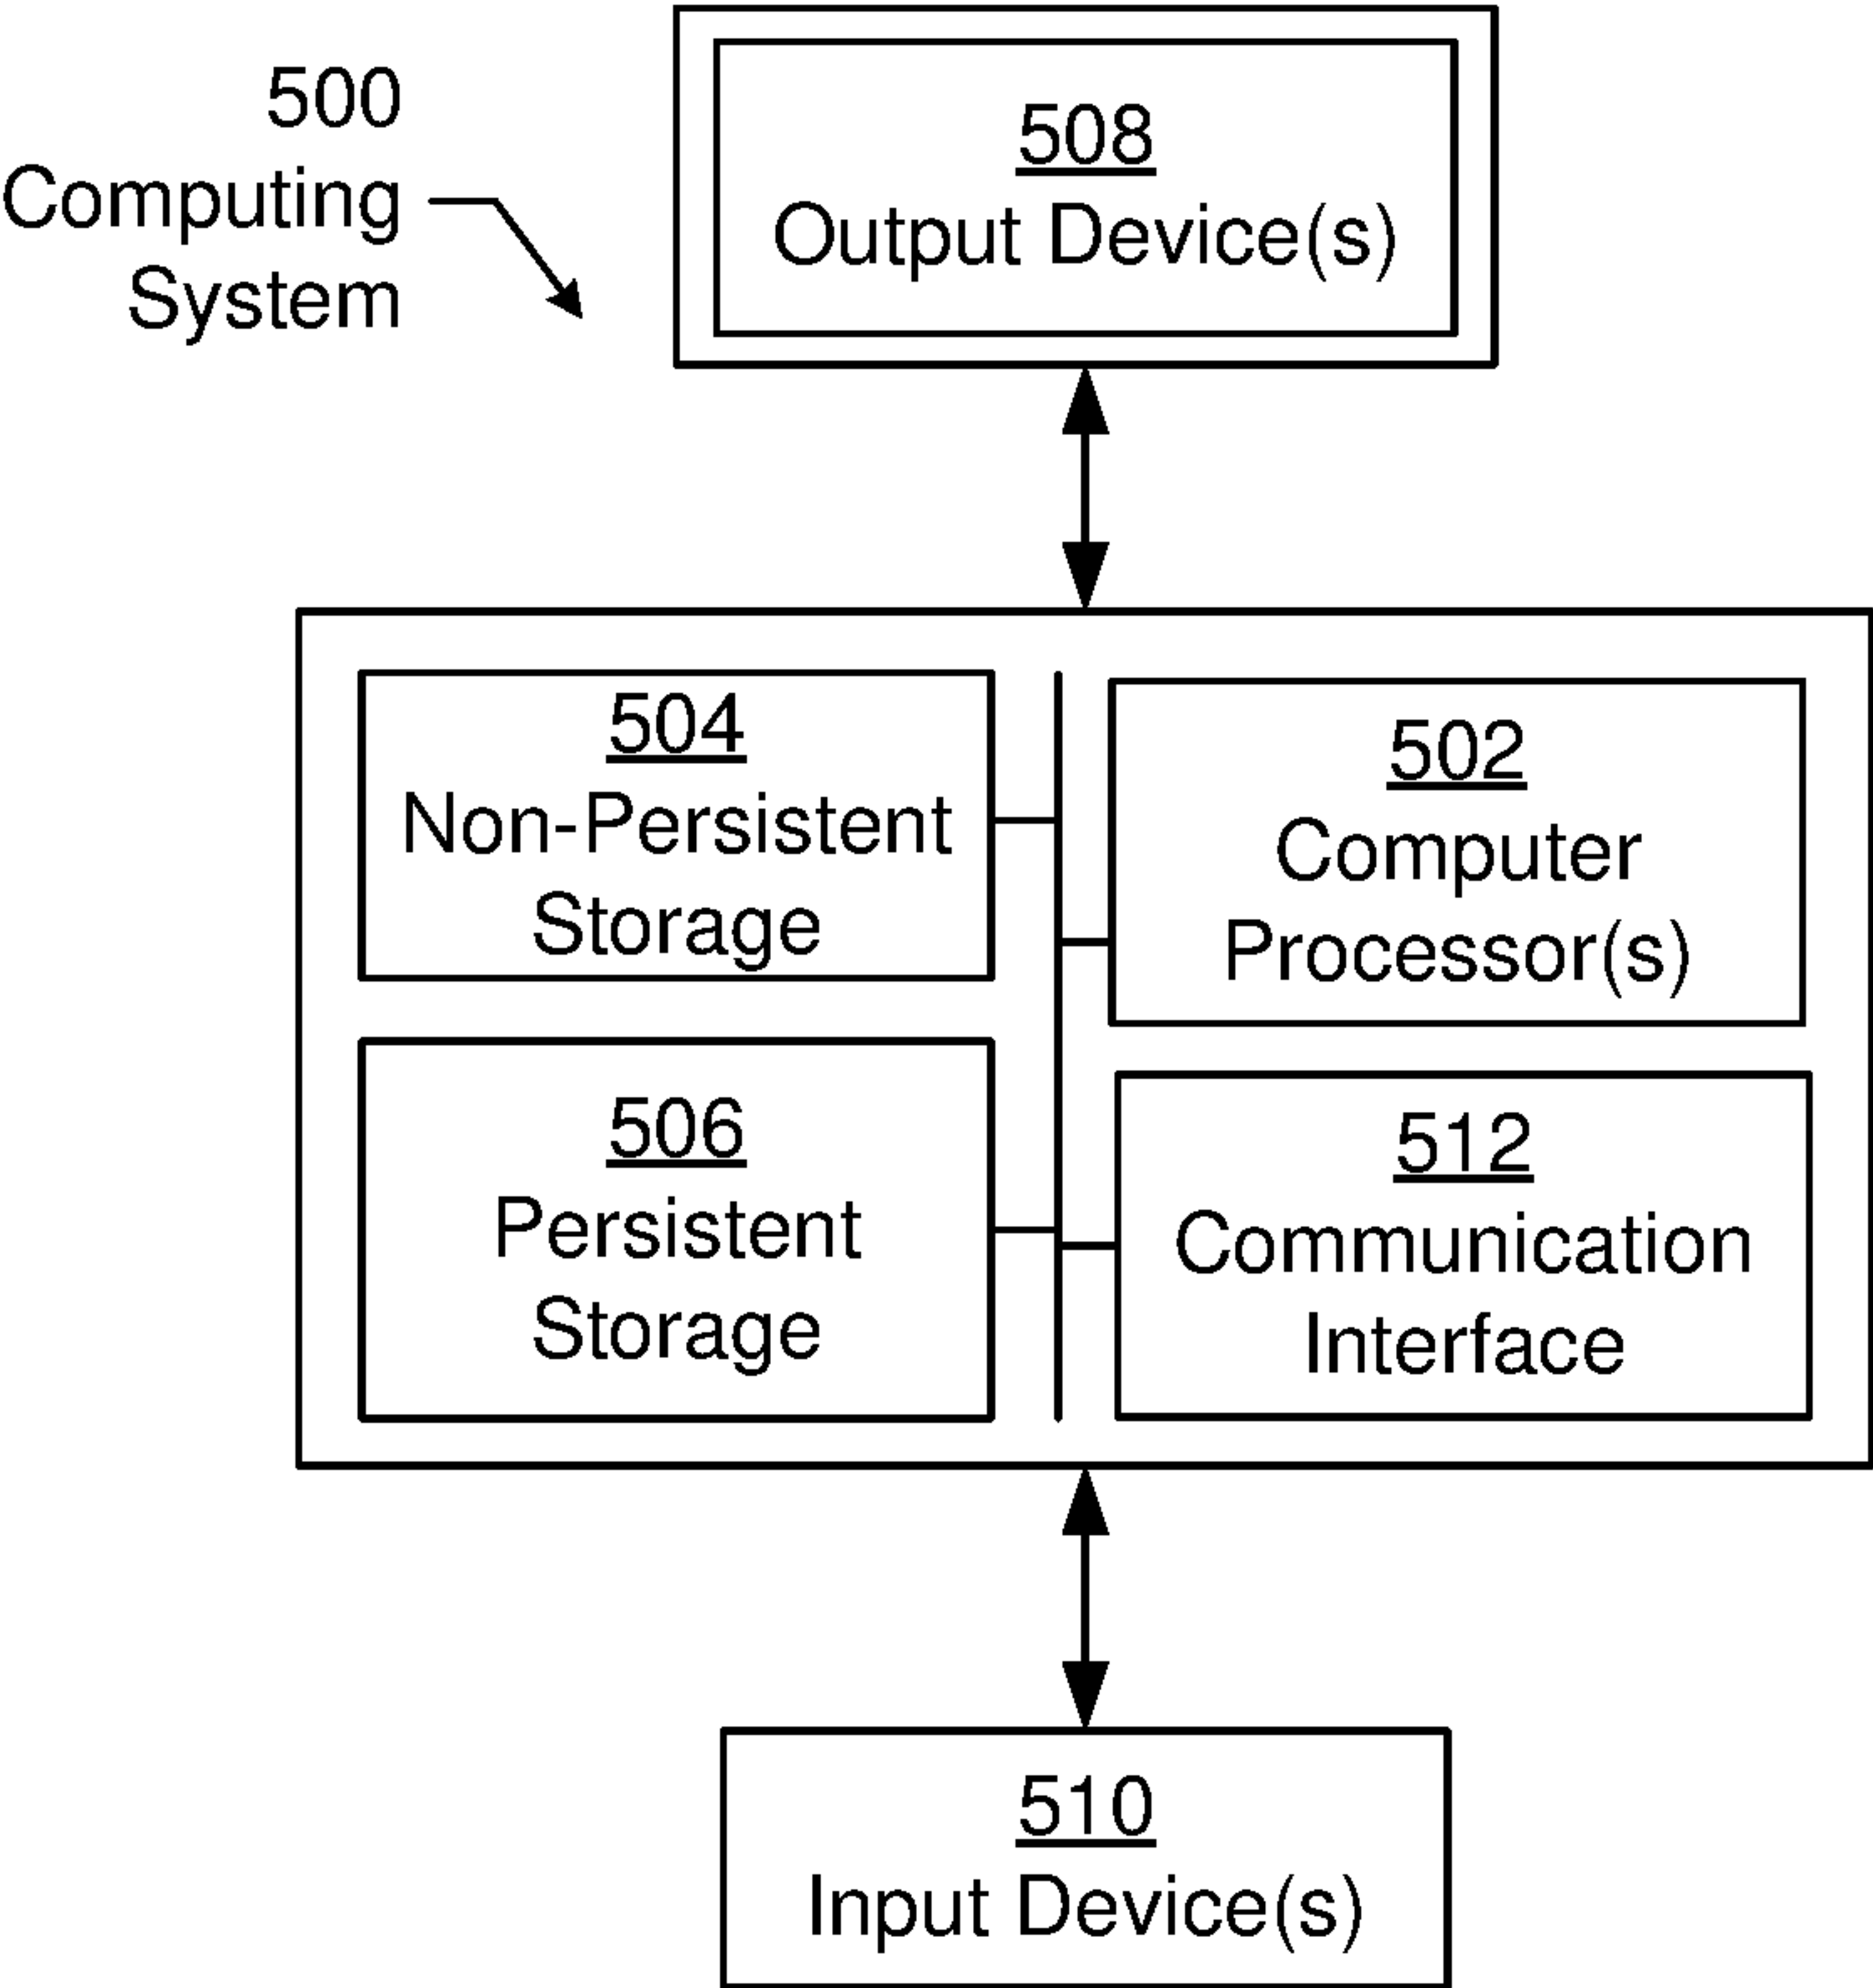 500
Computing
System
508
Output Device(s)
504
Non-Persistent
Storage
502
Computer
Processor(s)
506
Persistent
Storage
512
Communication
Interface
510
Input Device(s)